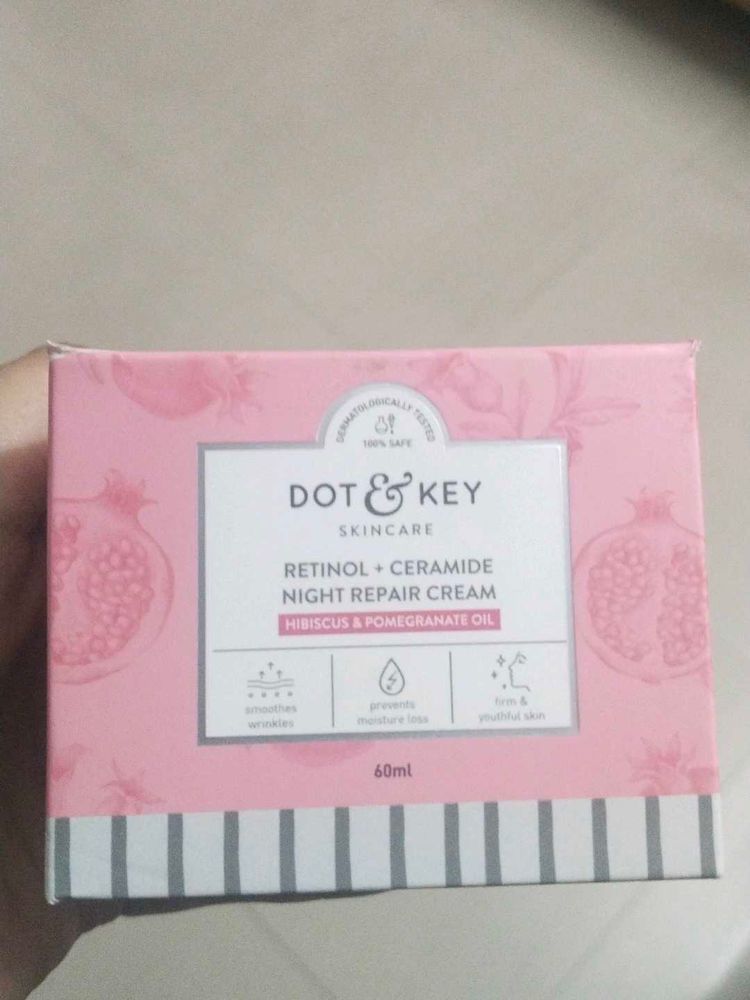 DERMATOLOGICALLY TESTED
100% SAFE
DOT & KEY
SKINCARE
RETINOL + CERAMIDE
NIGHT REPAIR CREAM
HIBISCUS & POMEGRANATE OIL
smoothes
wrinkles
prevents
moisture loss
firm &
youthful skin
60ml